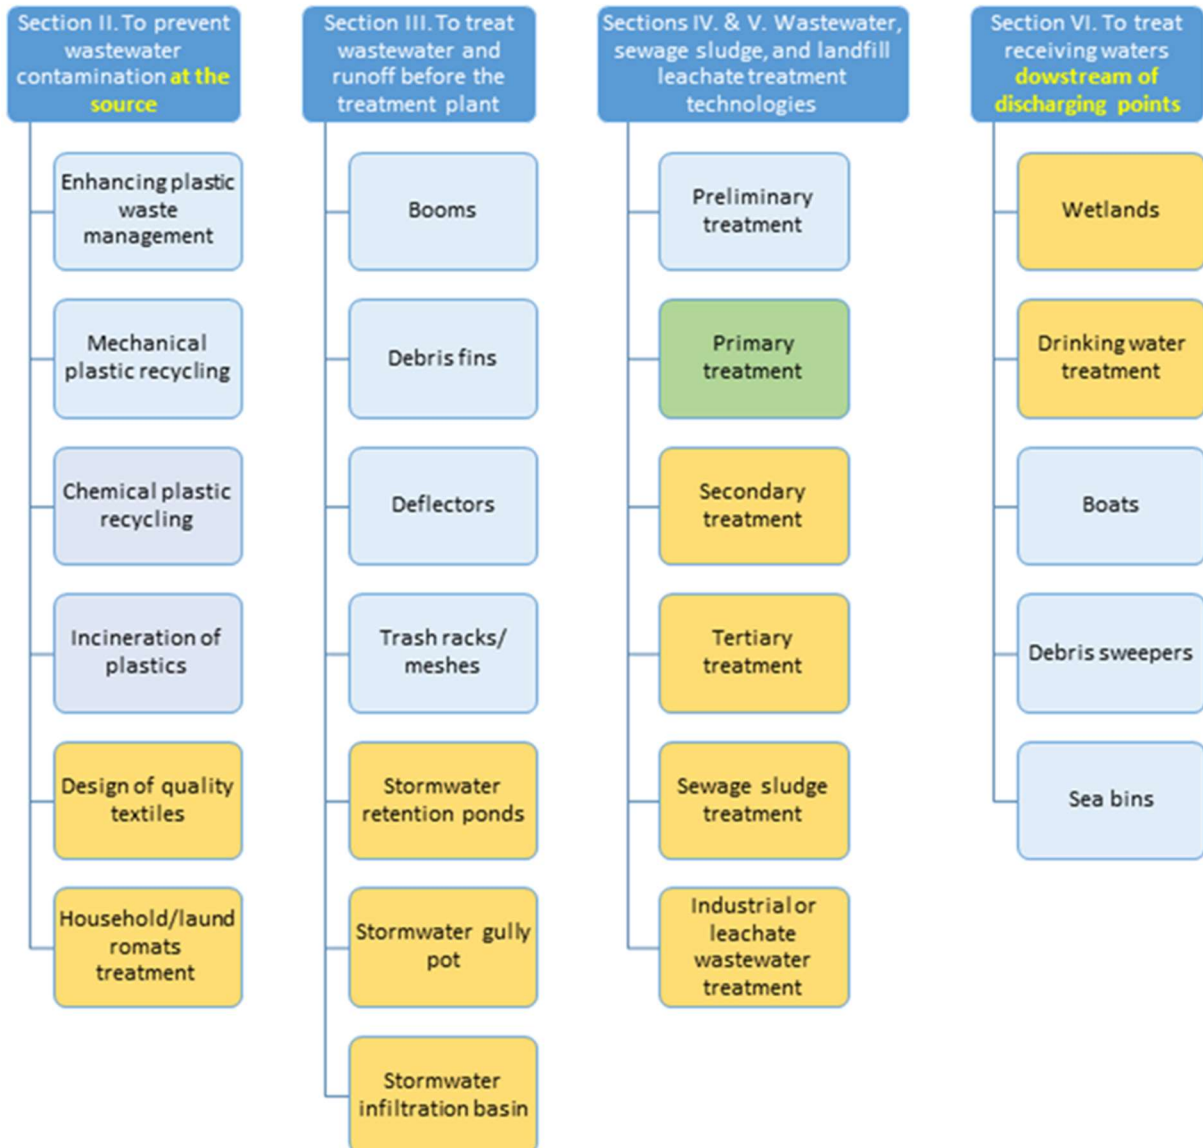 Section II. To prevent
wastewater
contamination at the
source
Enhancing plastic
waste
management
Mechanical
plastic recycling
Chemical plastic
recycling
Incineration of
plastics
Design of quality
textiles
Household/laund
romats
treatment
Section III. To treat
wastewater and
runoff before the
treatment plant
Booms
Debris fins
Deflectors
Trash racks/
meshes
Stormwater
retention ponds
Stormwater gully
pot
Stormwater
infiltration basin
Sections IV. & V. Wastewater,
sewage sludge, and landfill
leachate treatment
technologies
Preliminary
treatment
Primary
treatment
Secondary
treatment
Tertiary
treatment
Sewage sludge
treatment
Industrial or
leachate
wastewater
treatment
Section VI. To treat
receiving waters
dowstream of
discharging points
Wetlands
Drinking water
treatment
Boats
Debris sweepers
Sea bins